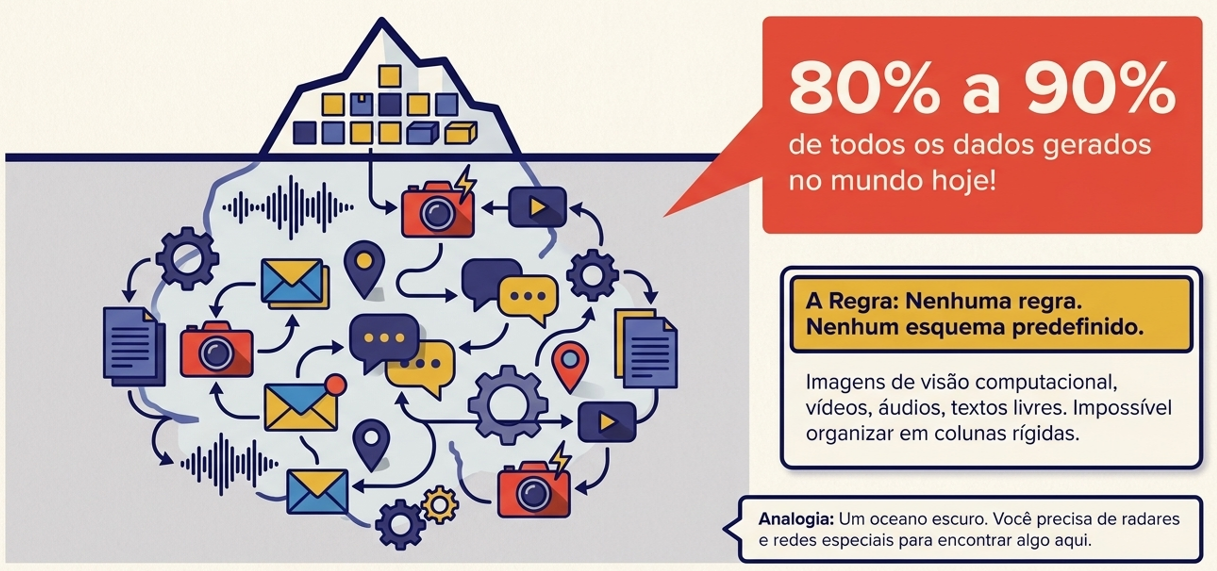 80% a 90%
de todos os dados gerados
no mundo hoje!
A Regra: Nenhuma regra.
Nenhum esquema predefinido.
Imagens de visão computacional,
vídeos, áudios, textos livres. Impossível
organizar em colunas rígidas.
Analogia: Um oceano escuro. Você precisa de radares
e redes especiais para encontrar algo aqui.